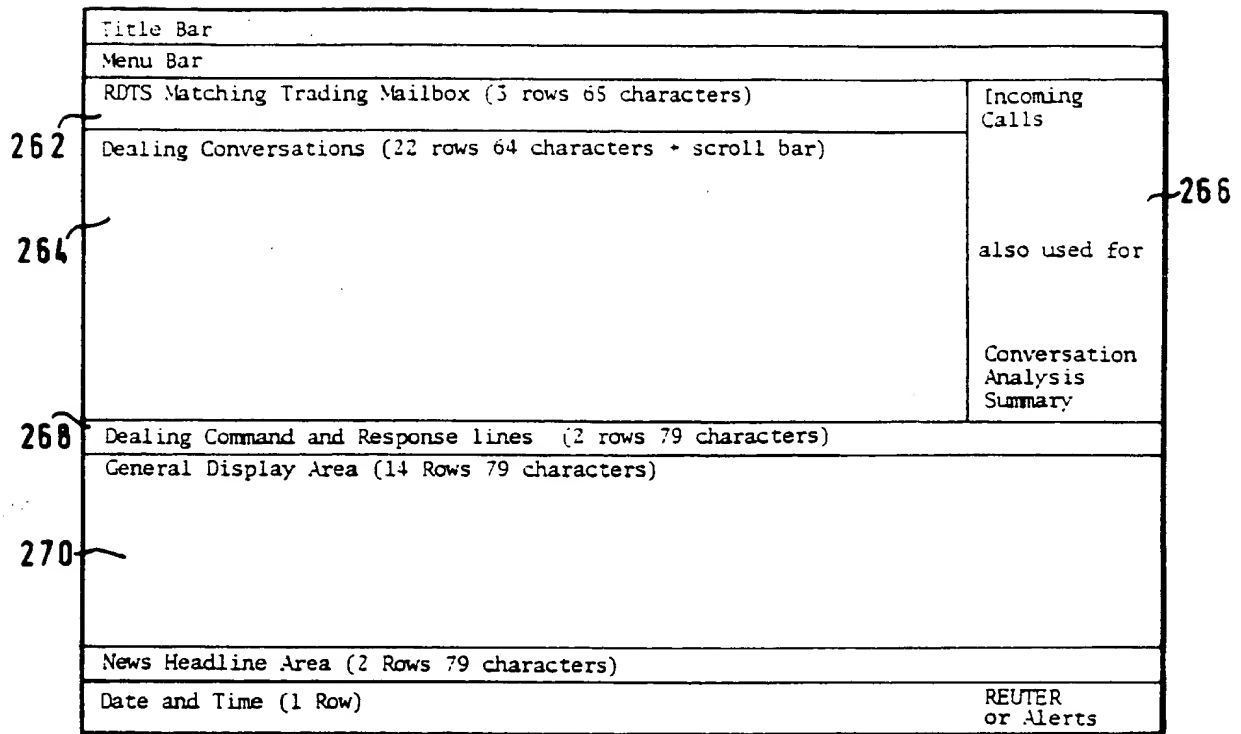 Title Bar
Menu Bar
RDTS Matching Trading Mailbox (3 rows 65 characters)
Incoming
Calls
262
Dealing Conversations (22 rows 64 characters + scroll bar)
266
264
also used for
Conversation
Analysis
Summary
268
Dealing Command and Response lines (2 rows 79 characters)
General Display Area (14 Rows 79 characters)
270
News Headline Area (2 Rows 79 characters)
Date and Time (1 Row)
REUTER
or Alerts